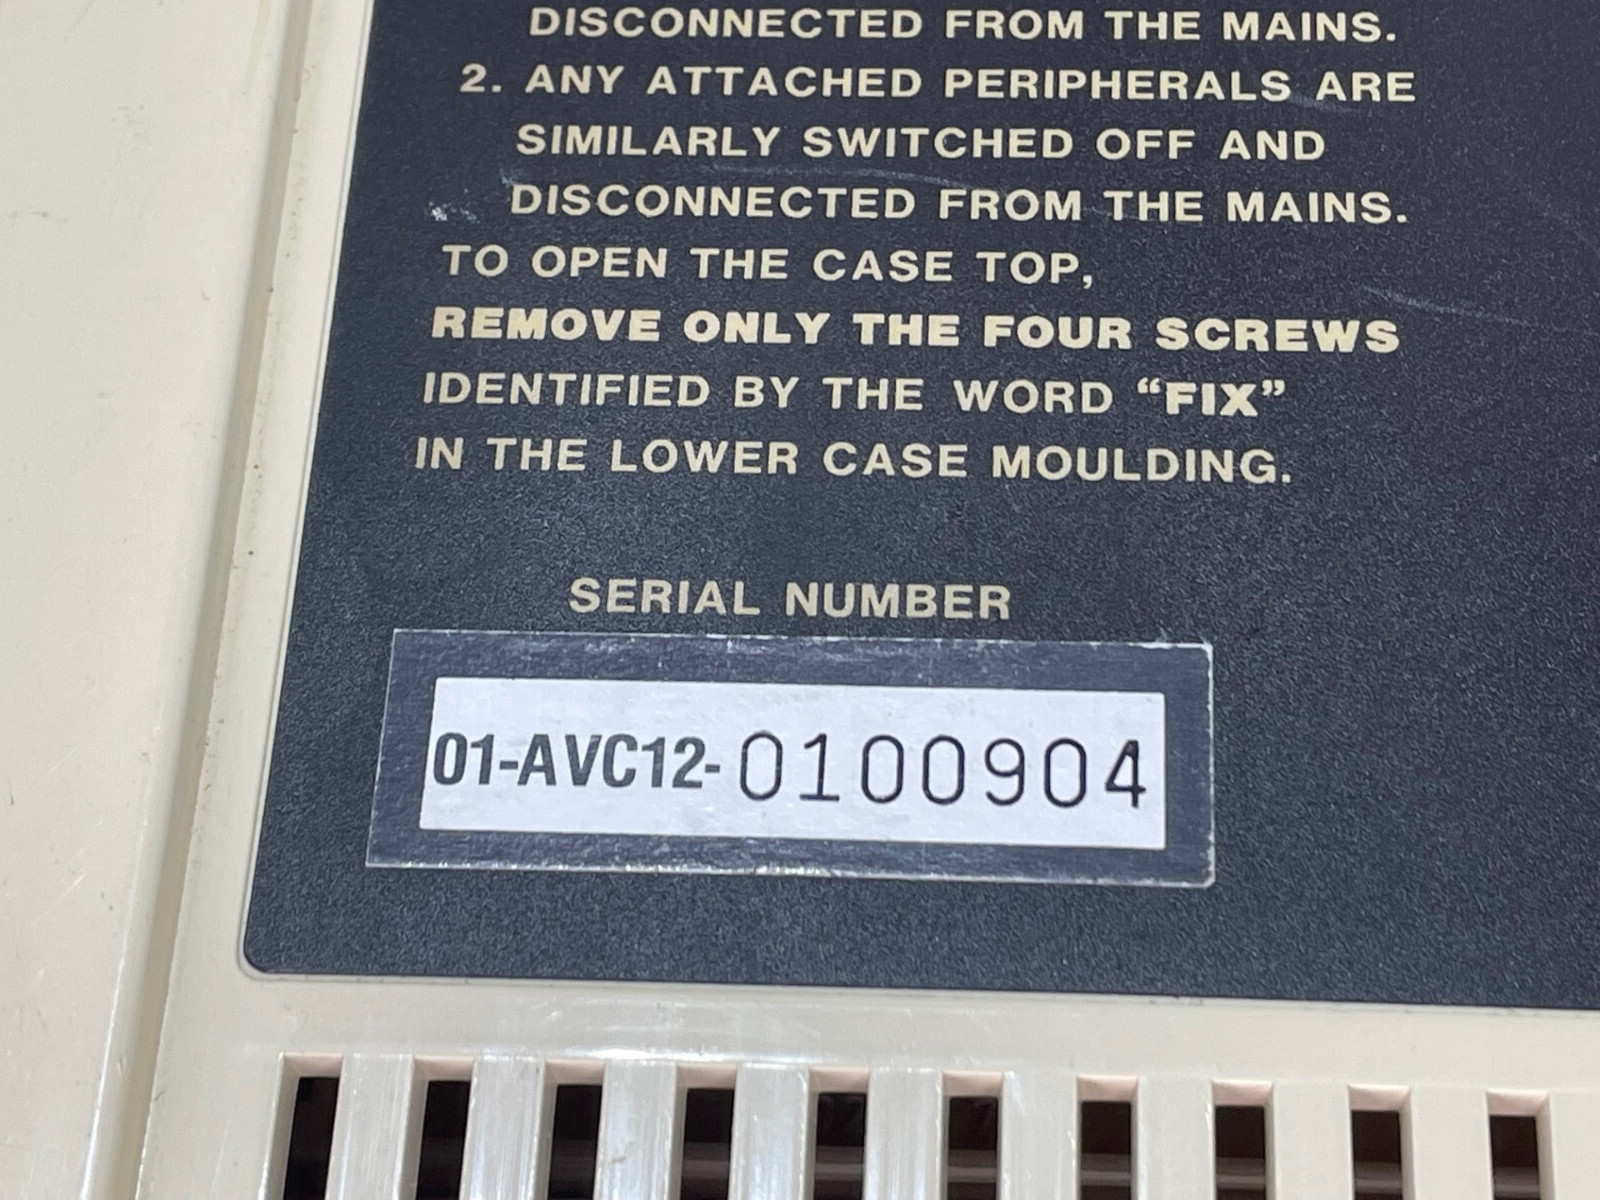 DISCONNECTED FROM THE MAINS.
2. ANY ATTACHED PERIPHERALS ARE
SIMILARLY SWITCHED OFF AND
DISCONNECTED FROM THE MAINS.
TO OPEN THE CASE TOP,
REMOVE ONLY THE FOUR SCREWS
IDENTIFIED BY THE WORD “FIX”
IN THE LOWER CASE MOULDING.
SERIAL NUMBER
01-AVC12-0100904